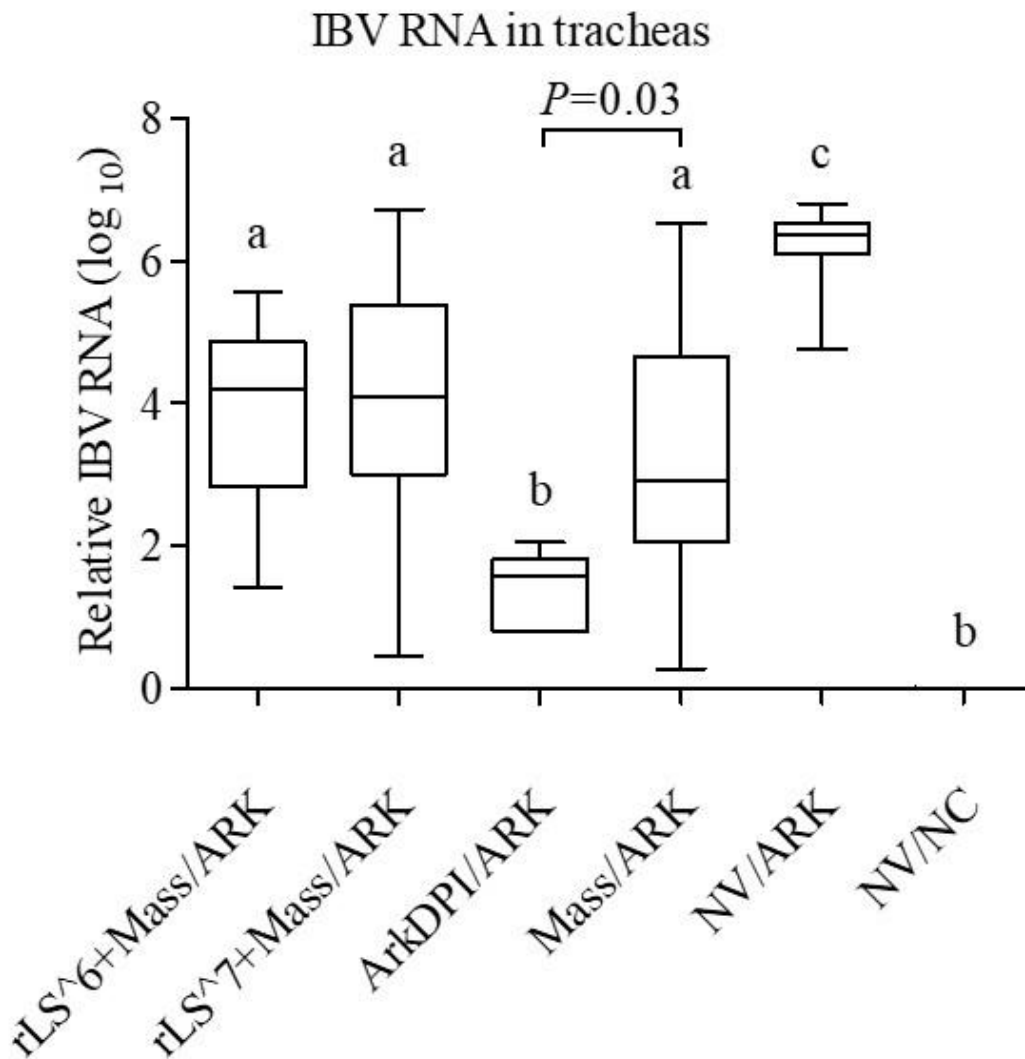 IBV RNA in tracheas
P=0.03
8
a
a
c
a
6
b
4
2
b
0
Relative IBV RNA (log 10)
rLS^6+Mass/ARK
rLS^7+Mass/ARK
ArkDPI/ARK
Mass/ARK
NV/ARK
NV/NC